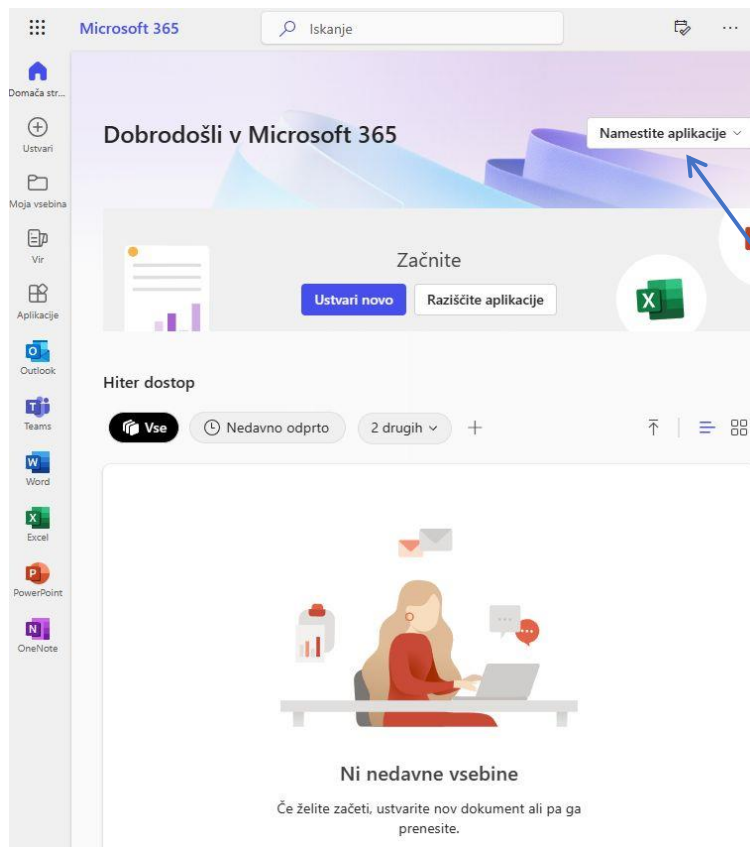 Microsoft 365
Iskanje
Domača str...
Ustvari
Moja vsebina
Vir
Aplikacije
Outlook
Teams
Word
Excel
PowerPoint
OneNote
Dobrodošli v Microsoft 365
Namestite aplikacije
Začnite
Ustvari novo
Raziščite aplikacije
Hiter dostop
Vse
Nedavno odprto
2 drugih
Ni nedavne vsebine
Če želite začeti, ustvarite nov dokument ali pa ga
prenesite.